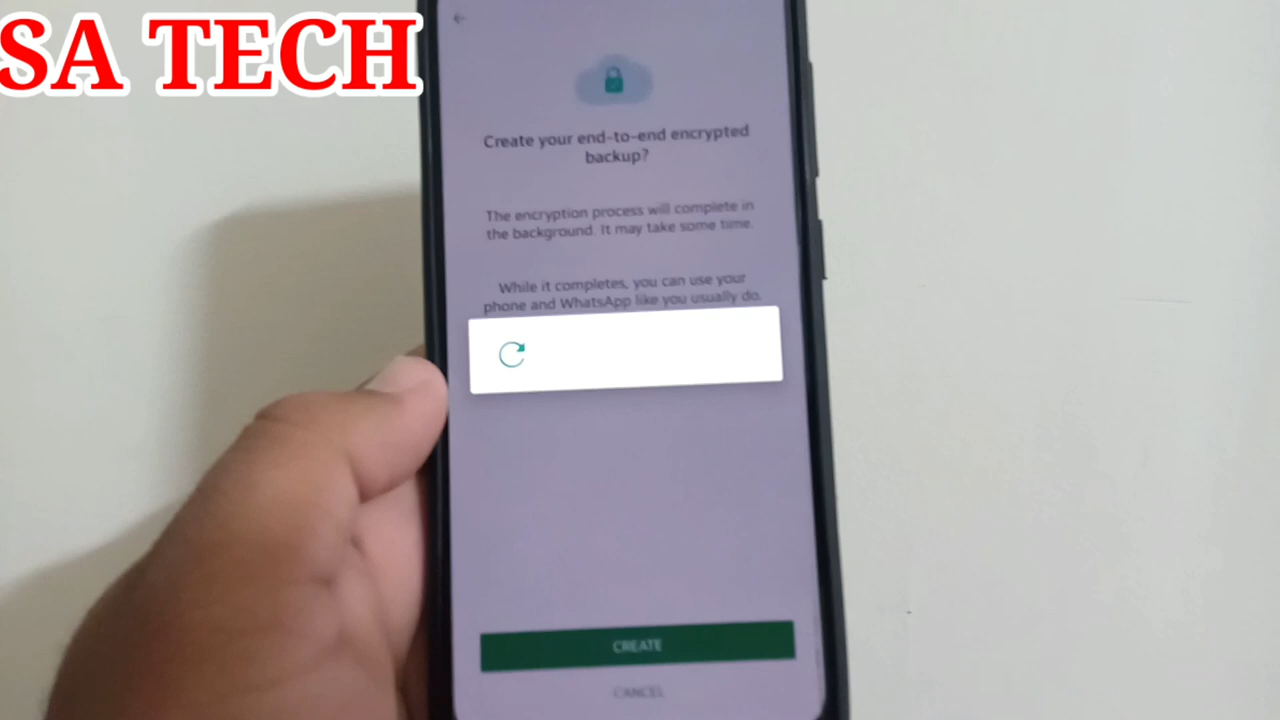 SA TECH
Create your end-to-end encrypted
backup?
The encryption process will complete in
the background. It may take some time.
While it completes, you can use your
phone and WhatsApp like you usually do.
CREATE
CANCEL